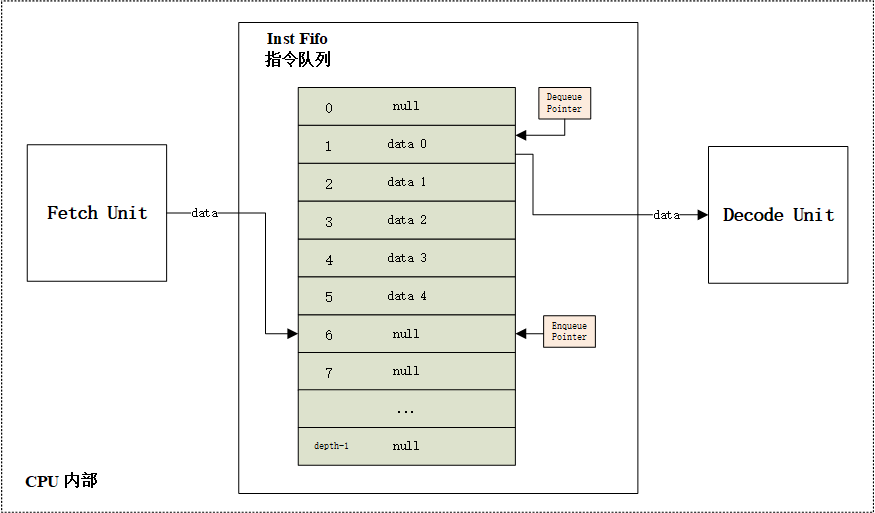 Inst Fifo
指令队列
0 null
Dequeue
Pointer
1 data 0
2 data 1
Fetch Unit
data
3 data 2
data
Decode Unit
4 data 3
5 data 4
6 null
Enqueue
Pointer
7 null
...
depth-1 null
CPU 内部